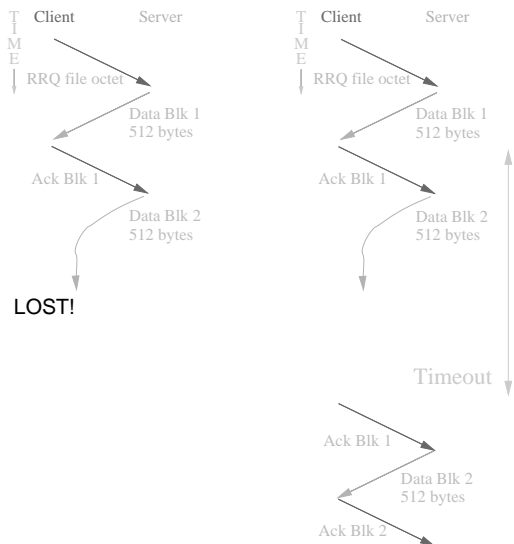 TIME
Client
Server
RRQ file octet
Data Blk 1
512 bytes
Ack Blk 1
Data Blk 2
512 bytes
LOST!
TIME
Client
Server
RRQ file octet
Data Blk 1
512 bytes
Ack Blk 1
Data Blk 2
512 bytes
Timeout
Ack Blk 1
Data Blk 2
512 bytes
Ack Blk 2